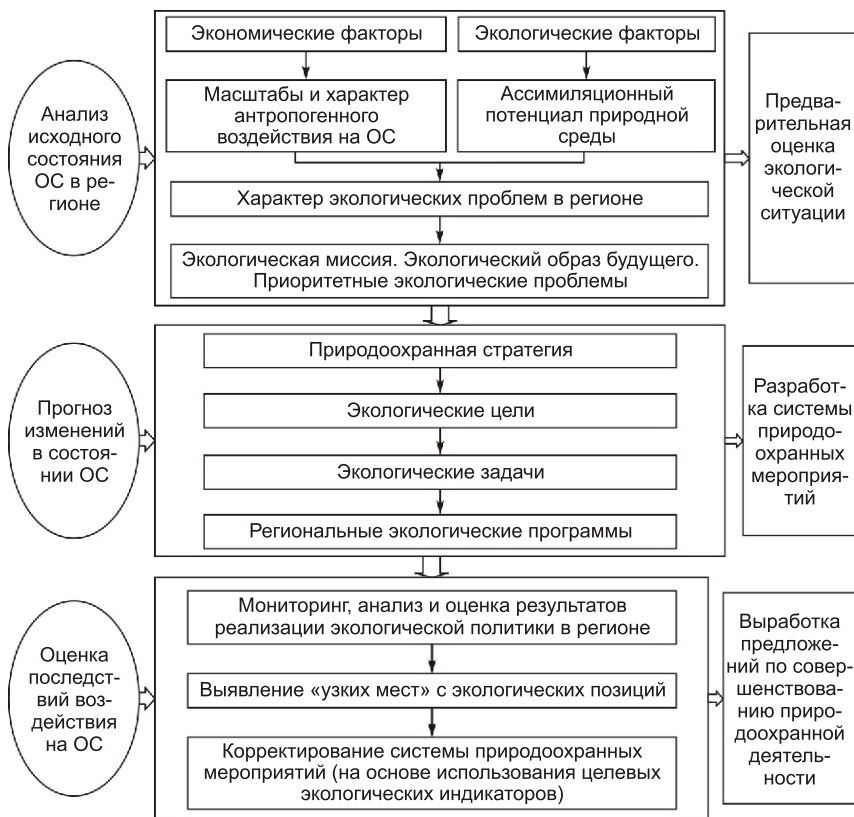 Экономические факторы
Экологические факторы
Анализ
исходного
состояния
ОС в ре-
гионе
Масштабы и характер
антропогенного
воздействия на ОС
Ассимиляционный
потенциал природной
среды
Предва-
рительная
оценка
экологи-
ческой
ситуации
Характер экологических проблем в регионе
Экологическая миссия. Экологический образ будущего.
Приоритетные экологические проблемы
Прогноз
изменений
в состоя-
нии ОС
Природоохранная стратегия
Экологические цели
Экологические задачи
Региональные экологические программы
Разработ-
ка системы
природо-
охранных
мероприя-
тий
Оценка
последст-
вий воз-
действия
на ОС
Мониторинг, анализ и оценка результатов
реализации экологической политики в регионе
Выявление «узких мест» с экологических позиций
Корректирование системы природоохранных
мероприятий (на основе использования целевых
экологических индикаторов)
Выработка
предложе-
ний по совер-
шенствова-
нию приро-
доохранной
деятель-
ности